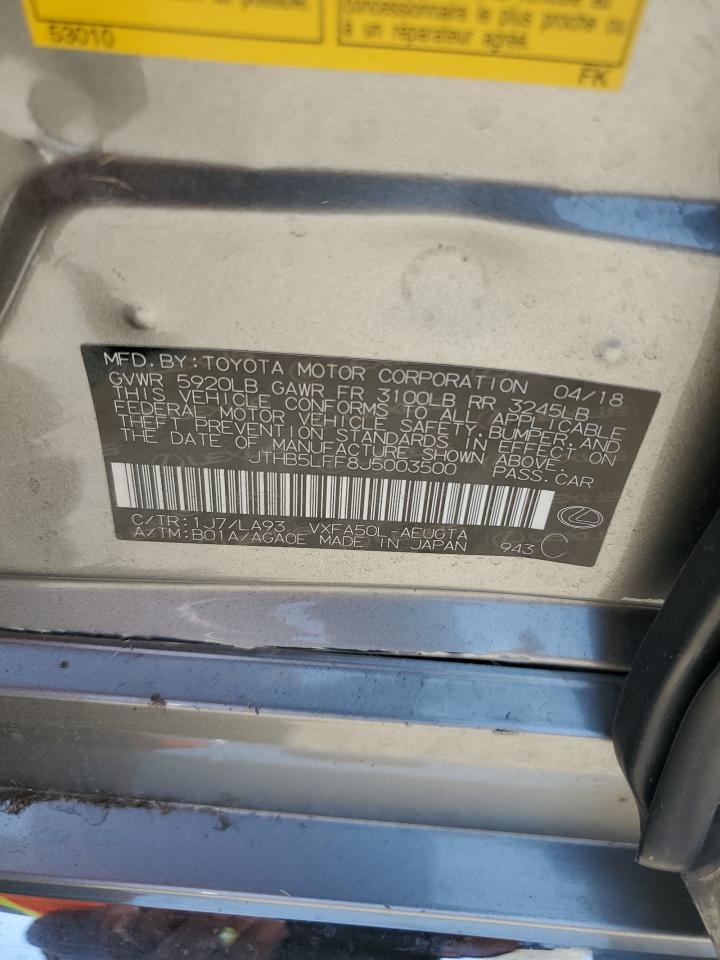 du possible.
concessionnaire le plus proche ou
à un réparateur agréé.
53010
FK
MFD.BY:TOYOTA MOTOR CORPORATION 04/18
GVWR 5920LB GAWR FR 3100LB RR 3245LB
THIS VEHICLE CONFORMS TO ALL APPLICABLE
FEDERAL MOTOR VEHICLE SAFETY,BUMPER,AND
THEFT PREVENTION STANDARDS IN EFFECT ON
THE DATE OF MANUFACTURE SHOWN ABOVE.
JTHB5LFF8J5003500 PASS.CAR
C/TR:1J7/LA93 VXFA50L-AEUGTA
A/TM:B01A/AGA0E MADE IN JAPAN 943 C